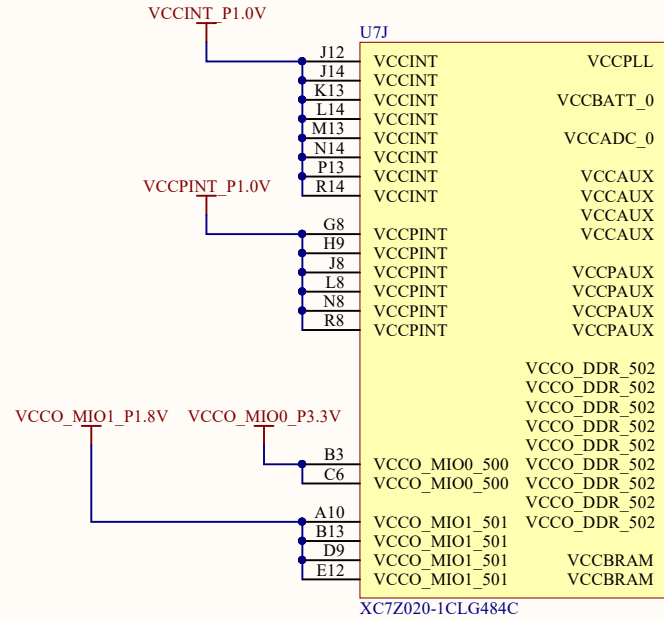 VCCINT_P1.0V
U7J
J12 VCCINT VCCPLL
J14 VCCINT
K13 VCCINT VCCBATT_0
L14 VCCINT
M13 VCCINT VCCADC_0
N14 VCCINT
P13 VCCINT VCCAUX
VCCPINT_P1.0V
R14 VCCINT VCCAUX
VCCAUX
G8 VCCPINT VCCAUX
H9 VCCPINT
J8 VCCPINT VCCPAUX
L8 VCCPINT VCCPAUX
N8 VCCPINT VCCPAUX
R8 VCCPINT VCCPAUX
VCCO_DDR_502
VCCO_DDR_502
VCCO_DDR_502
VCCO_MIO1_P1.8V VCCO_MIO0_P3.3V
VCCO_DDR_502
VCCO_DDR_502
B3 VCCO_MIO0_500 VCCO_DDR_502
C6 VCCO_MIO0_500 VCCO_DDR_502
VCCO_DDR_502
A10 VCCO_MIO1_501 VCCO_DDR_502
B13 VCCO_MIO1_501
D9 VCCO_MIO1_501 VCCBRAM
E12 VCCO_MIO1_501 VCCBRAM
XC7Z020-1CLG484C